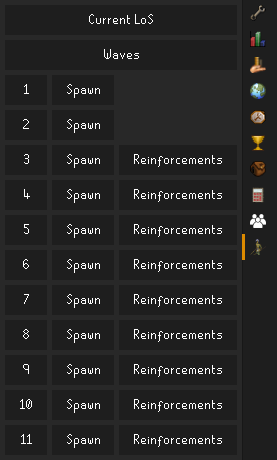 Current LoS
Waves
1 Spawn
2 Spawn
3 Spawn Reinforcements
4 Spawn Reinforcements
5 Spawn Reinforcements
6 Spawn Reinforcements
7 Spawn Reinforcements
8 Spawn Reinforcements
9 Spawn Reinforcements
10 Spawn Reinforcements
11 Spawn Reinforcements